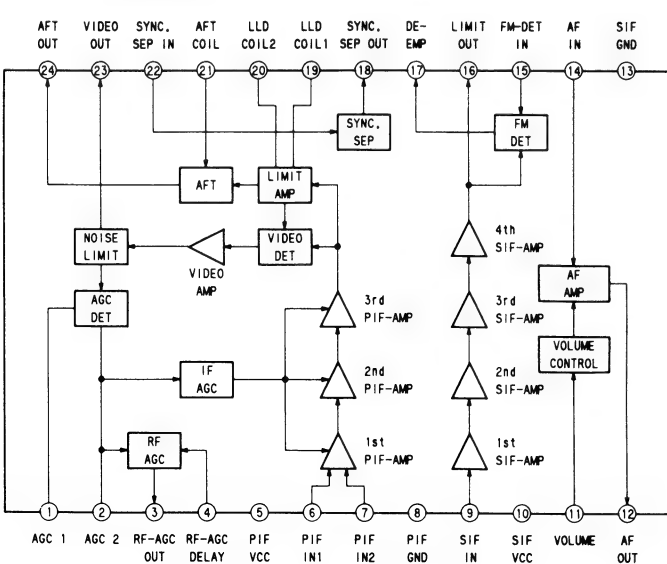 AFT OUT
VIDEO OUT
SYNC. SEP IN
AFT COIL
LLD COIL2
LLD COIL1
SYNC. SEP OUT
DE-EMP
LIMIT OUT
FM-DET IN
AF IN
SIF GND
24
23
22
21
20
19
18
17
16
15
14
13
SYNC. SEP
FM DET
AFT
LIMIT AMP
NOISE LIMIT
VIDEO AMP
VIDEO DET
4th SIF-AMP
AF AMP
AGC DET
3rd PIF-AMP
3rd SIF-AMP
VOLUME CONTROL
IF AGC
2nd PIF-AMP
2nd SIF-AMP
RF AGC
1st PIF-AMP
1st SIF-AMP
1
2
3
4
5
6
7
8
9
10
11
12
AGC 1
AGC 2
RF-AGC OUT
RF-AGC DELAY
PIF VCC
PIF IN1
PIF IN2
PIF GND
SIF IN
SIF VCC
VOLUME
AF OUT